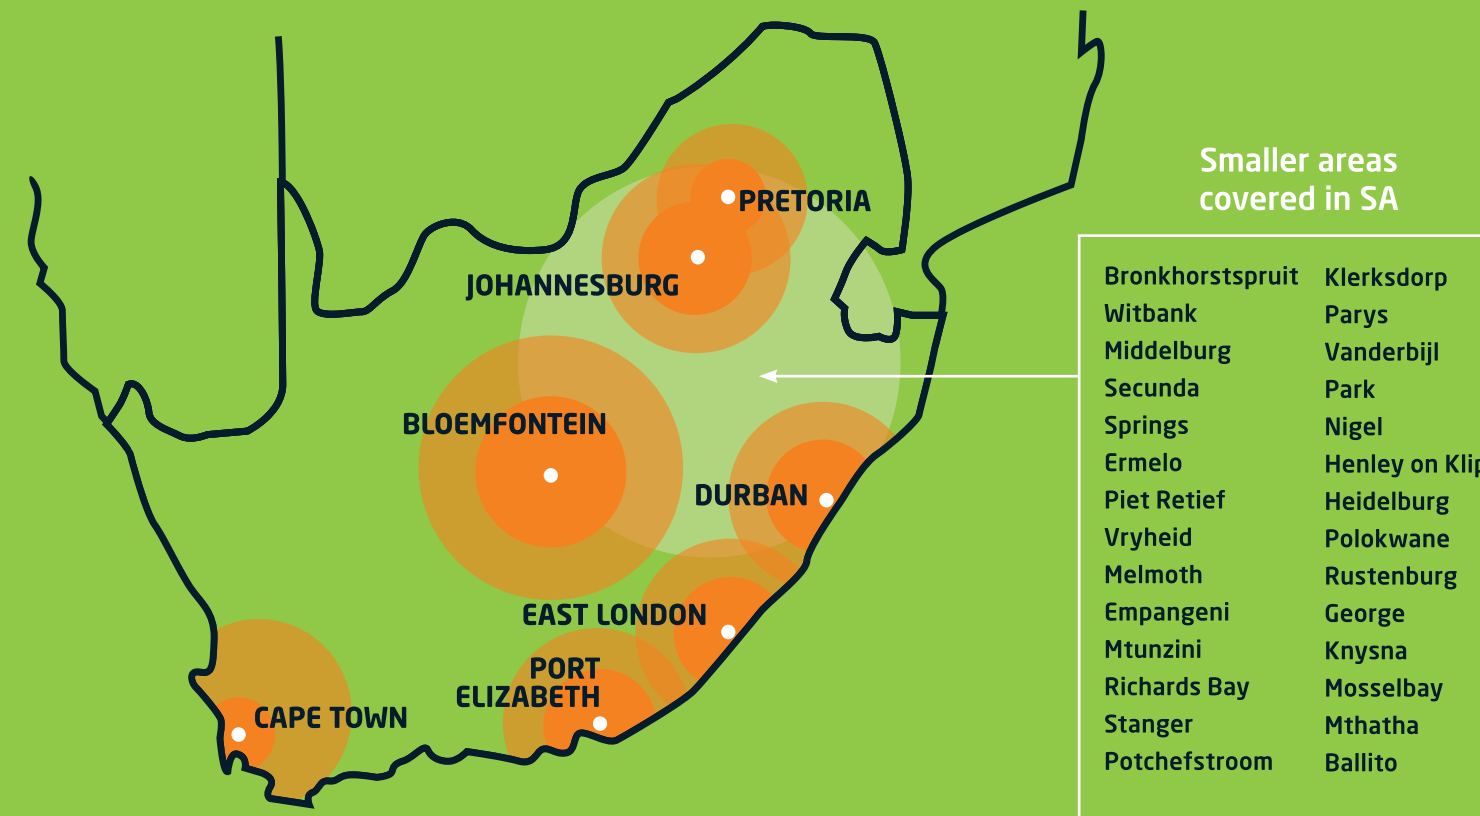 PRETORIA
JOHANNESBURG
BLOEMFONTEIN
DURBAN
EAST LONDON
PORT
ELIZABETH
CAPE TOWN
Smaller areas
covered in SA
Bronkhorstspruit
Witbank
Middelburg
Secunda
Springs
Ermelo
Piet Retief
Vryheid
Melmoth
Empangeni
Mtunzini
Richards Bay
Stanger
Potchefstroom
Klerksdorp
Parys
Vanderbijl
Park
Nigel
Henley on Klip
Heidelburg
Polokwane
Rustenburg
George
Knysna
Mosselbay
Mthatha
Ballito